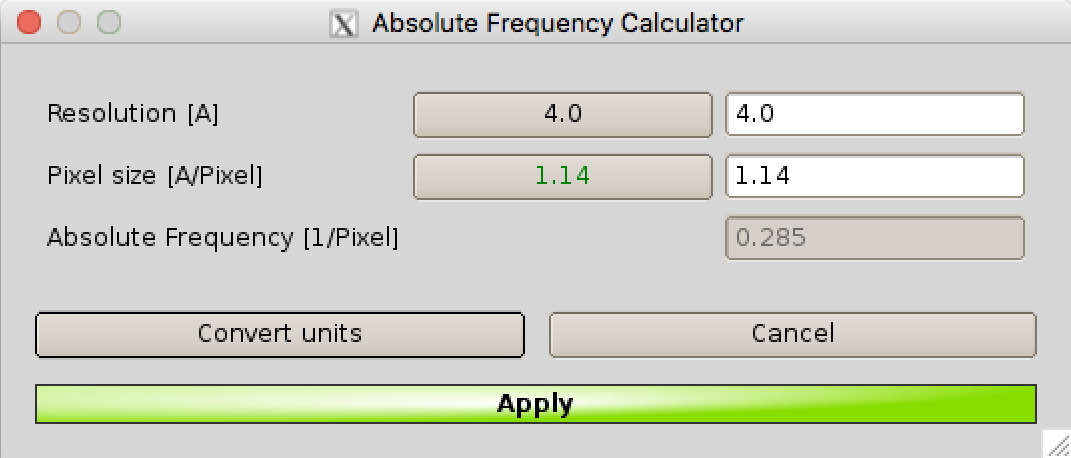 Absolute Frequency Calculator
Resolution [A] 4.0 4.0
Pixel size [A/Pixel] 1.14 1.14
Absolute Frequency [1/Pixel] 0.285
Convert units Cancel
Apply